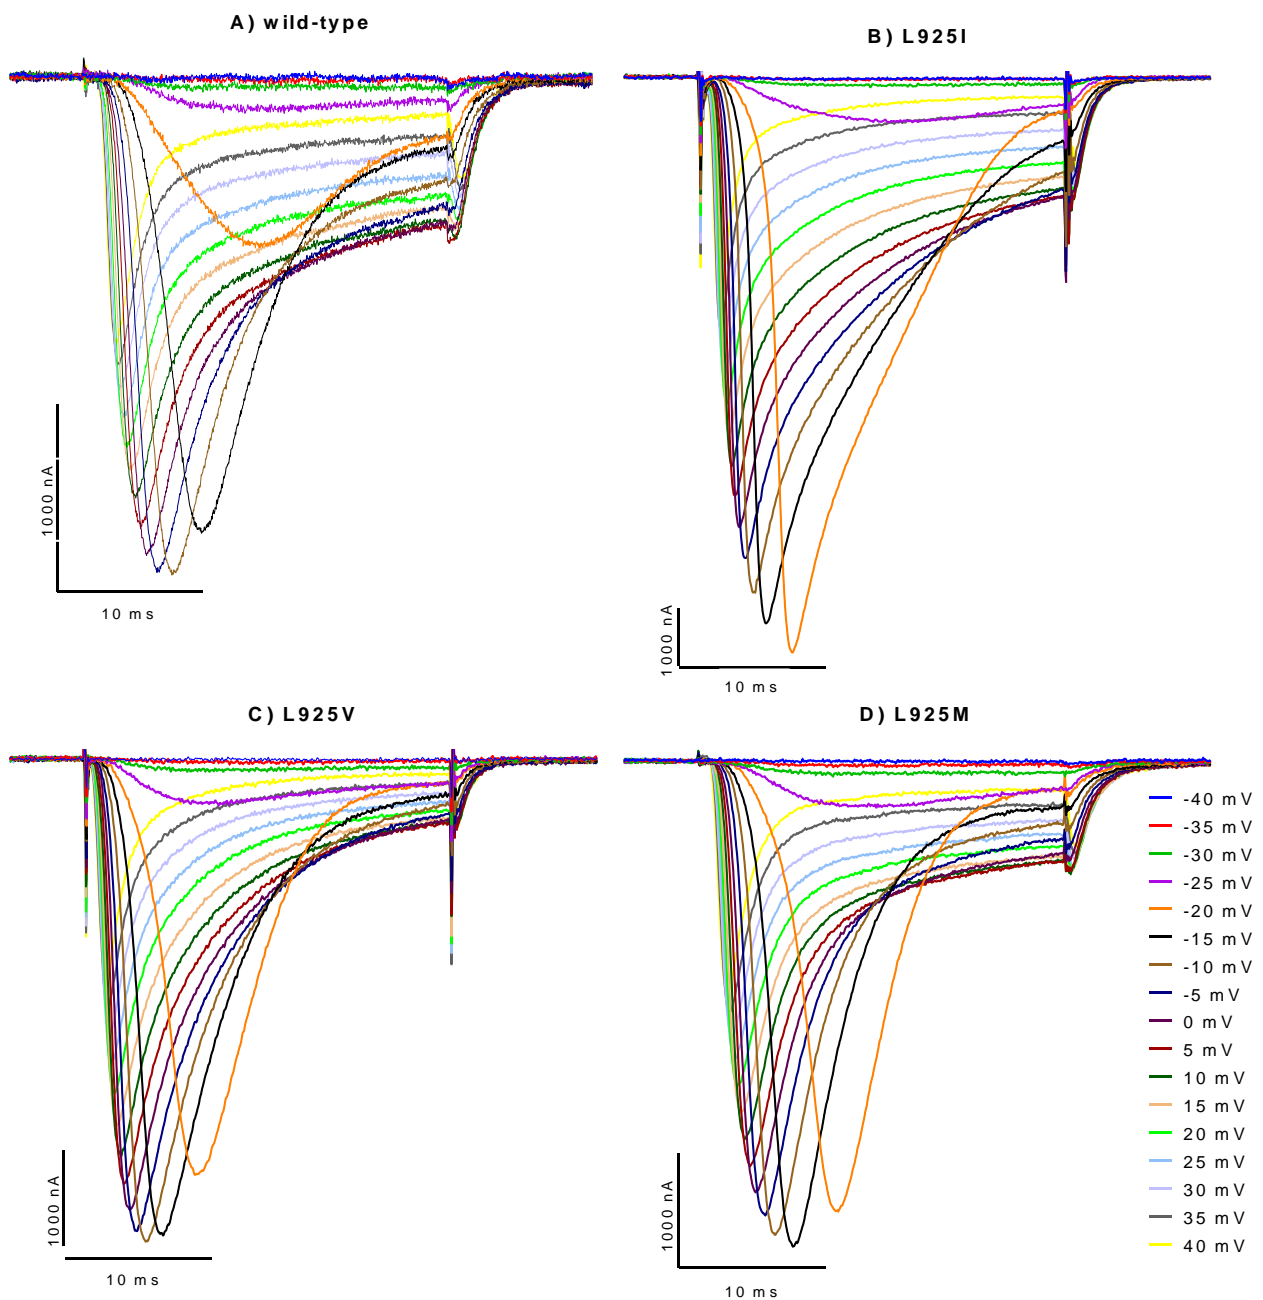 A) wild-type
B) L925I
1000 nA
10 ms
1000 nA
10 ms
C) L925V
D) L925M
-40 mV
-35 mV
-30 mV
-25 mV
-20 mV
-15 mV
-10 mV
-5 mV
0 mV
5 mV
10 mV
15 mV
20 mV
25 mV
30 mV
35 mV
40 mV
1000 nA
10 ms
1000 nA
10 ms